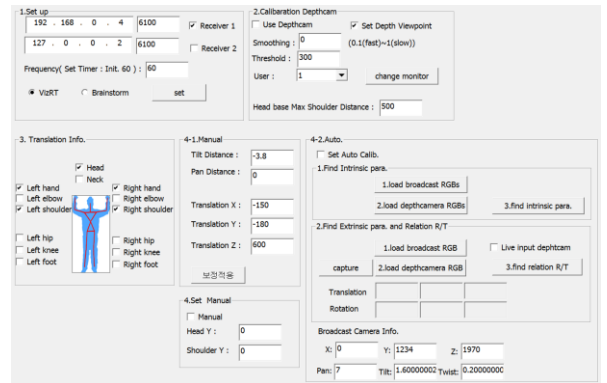 1.Set up
192 . 168 . 0 . 4 6100 Receiver 1
127 . 0 . 0 . 2 6100 Receiver 2
Frequency( Set Timer : Init. 60 ) : 60
VizRT Brainstorm set
2.Caliboration Depthcam
Use Depthcam Set Depth Viewpoint
Smoothing : 0 (0.1(fast)~1(slow))
Threshold : 300
User : 1 change monitor
Head base Max Shoulder Distance : 500
3. Translation Info.
Head
Neck
Left hand Right hand
Left elbow Right elbow
Left shoulder Right shoulder
Left hip Right hip
Left knee Right knee
Left foot Right foot
4-1.Manual
Tilt Distance : -3.8
Pan Distance : 0
Translation X : -150
Translation Y : -180
Translation Z : 600
보정적용
4.Set Manual
Manual
Head Y : 0
Shoulder Y : 0
4-2.Auto.
Set Auto Calib.
1.Find Intrinsic para.
1.load broadcast RGBs
2.load depthcamera RGBs 3.find intrinsic para.
2.Find Extrinsic para. and Relation R/T
1.load broadcast RGB Live input dephtcam
capture 2.load depthcamera RGB 3.find relation R/T
Translation
Rotation
Broadcast Camera Info.
X: 0 Y: 1234 Z: 1970
Pan: 7 Tilt: 1.60000002 Twist: 0.20000000